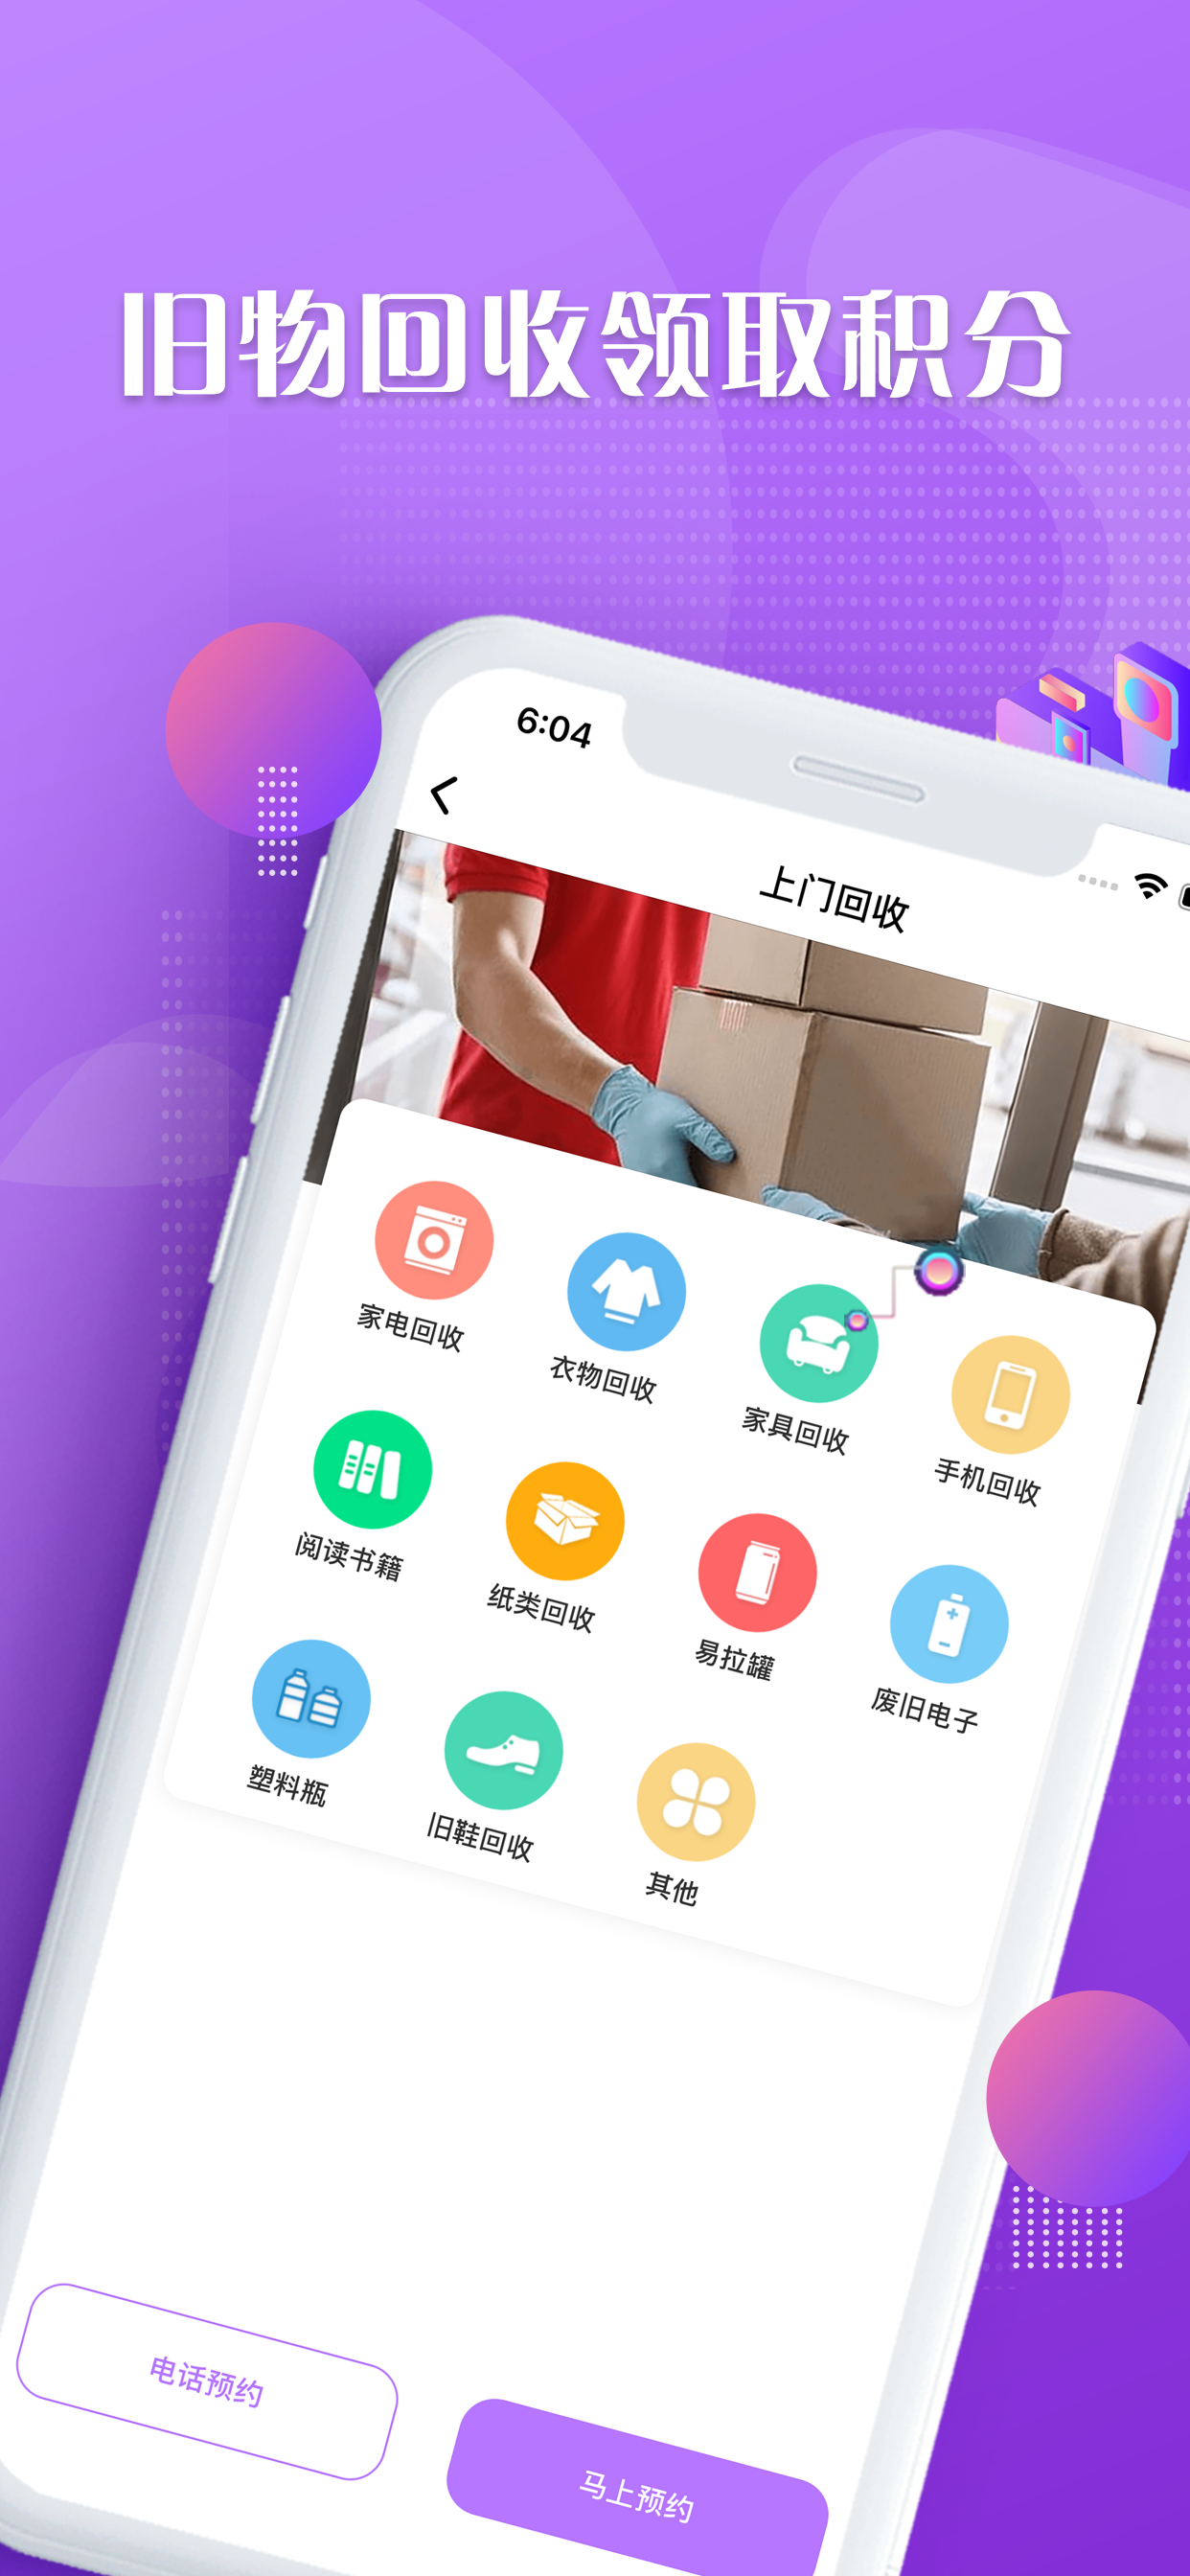 旧物回收领取积分
6:04
上门回收
家电回收
衣物回收
家具回收
手机回收
阅读书籍
纸类回收
易拉罐
废旧电子
塑料瓶
旧鞋回收
其他
电话预约
马上预约